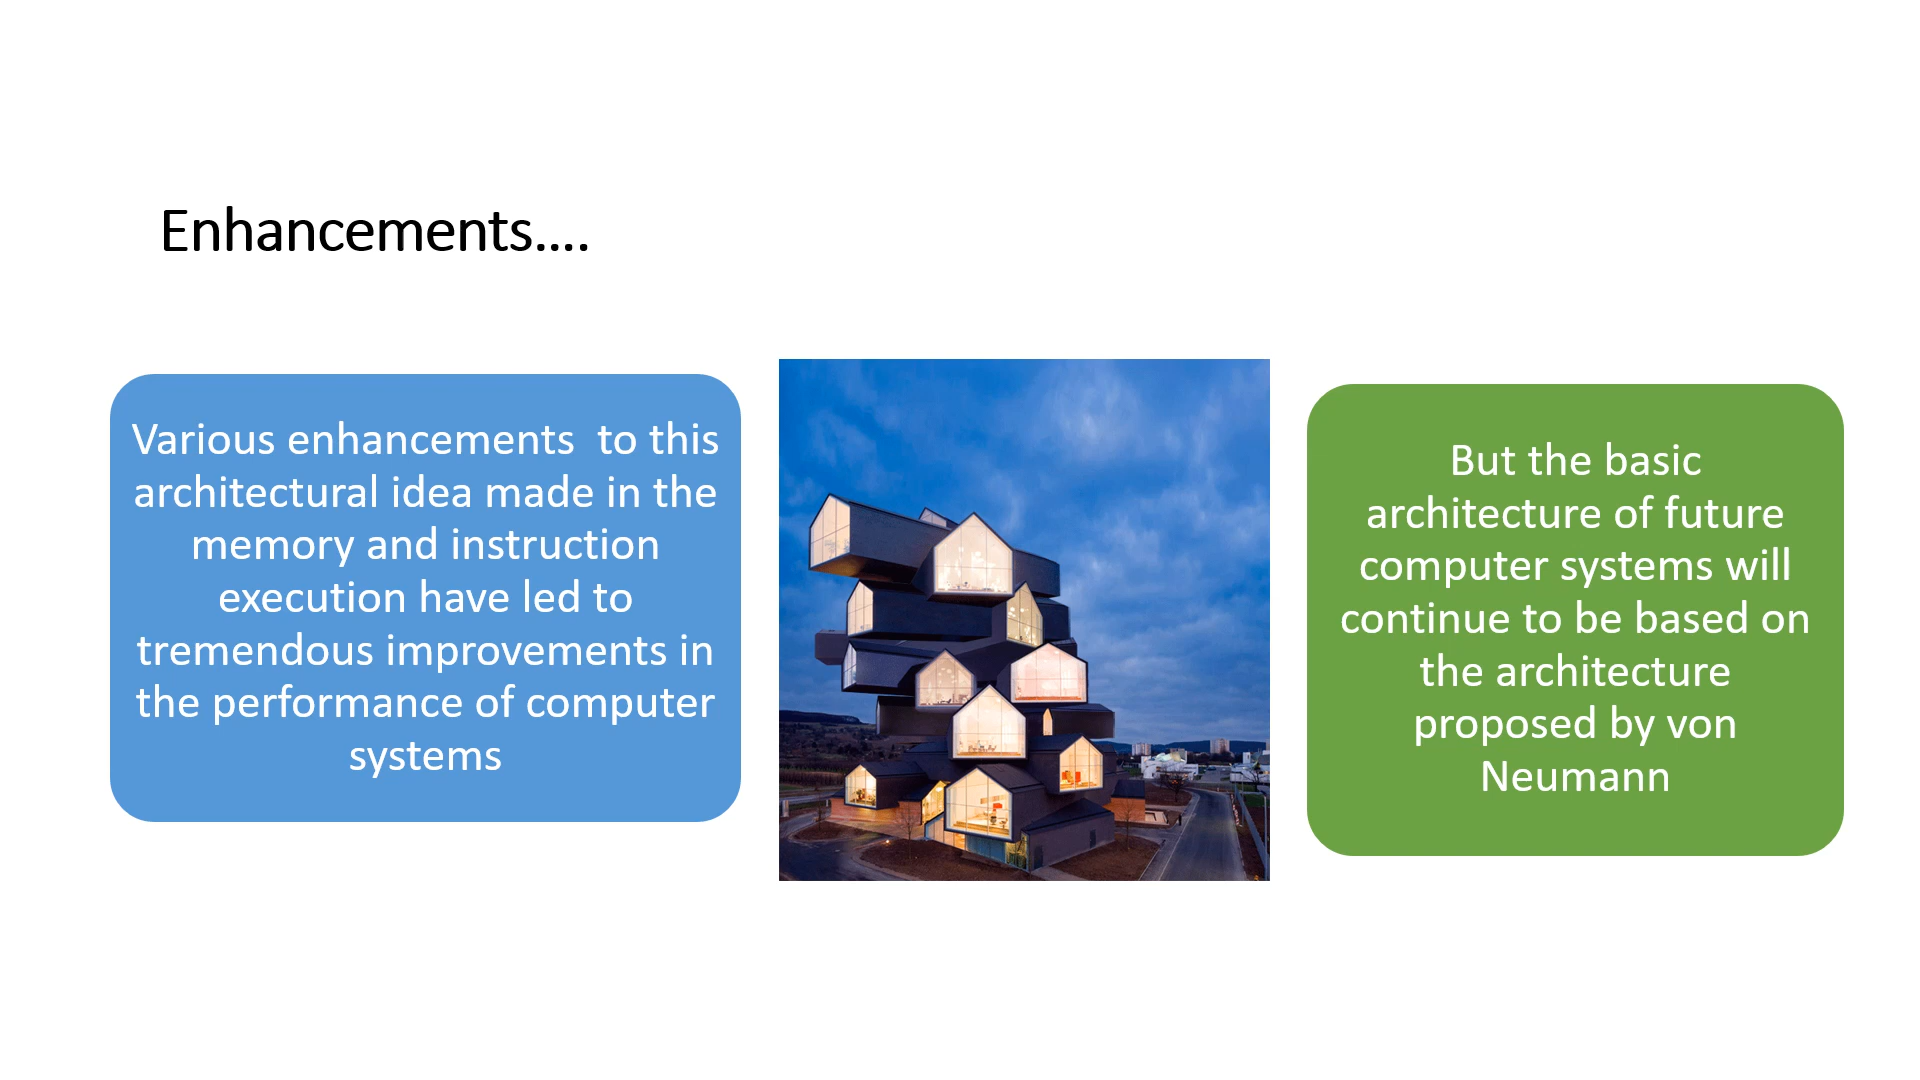 Enhancements....
Various enhancements  to this
architectural idea made in the
memory and instruction
execution have led to
tremendous improvements in
the performance of computer
systems
But the basic
architecture of future
computer systems will
continue to be based on
the architecture
proposed by von
Neumann